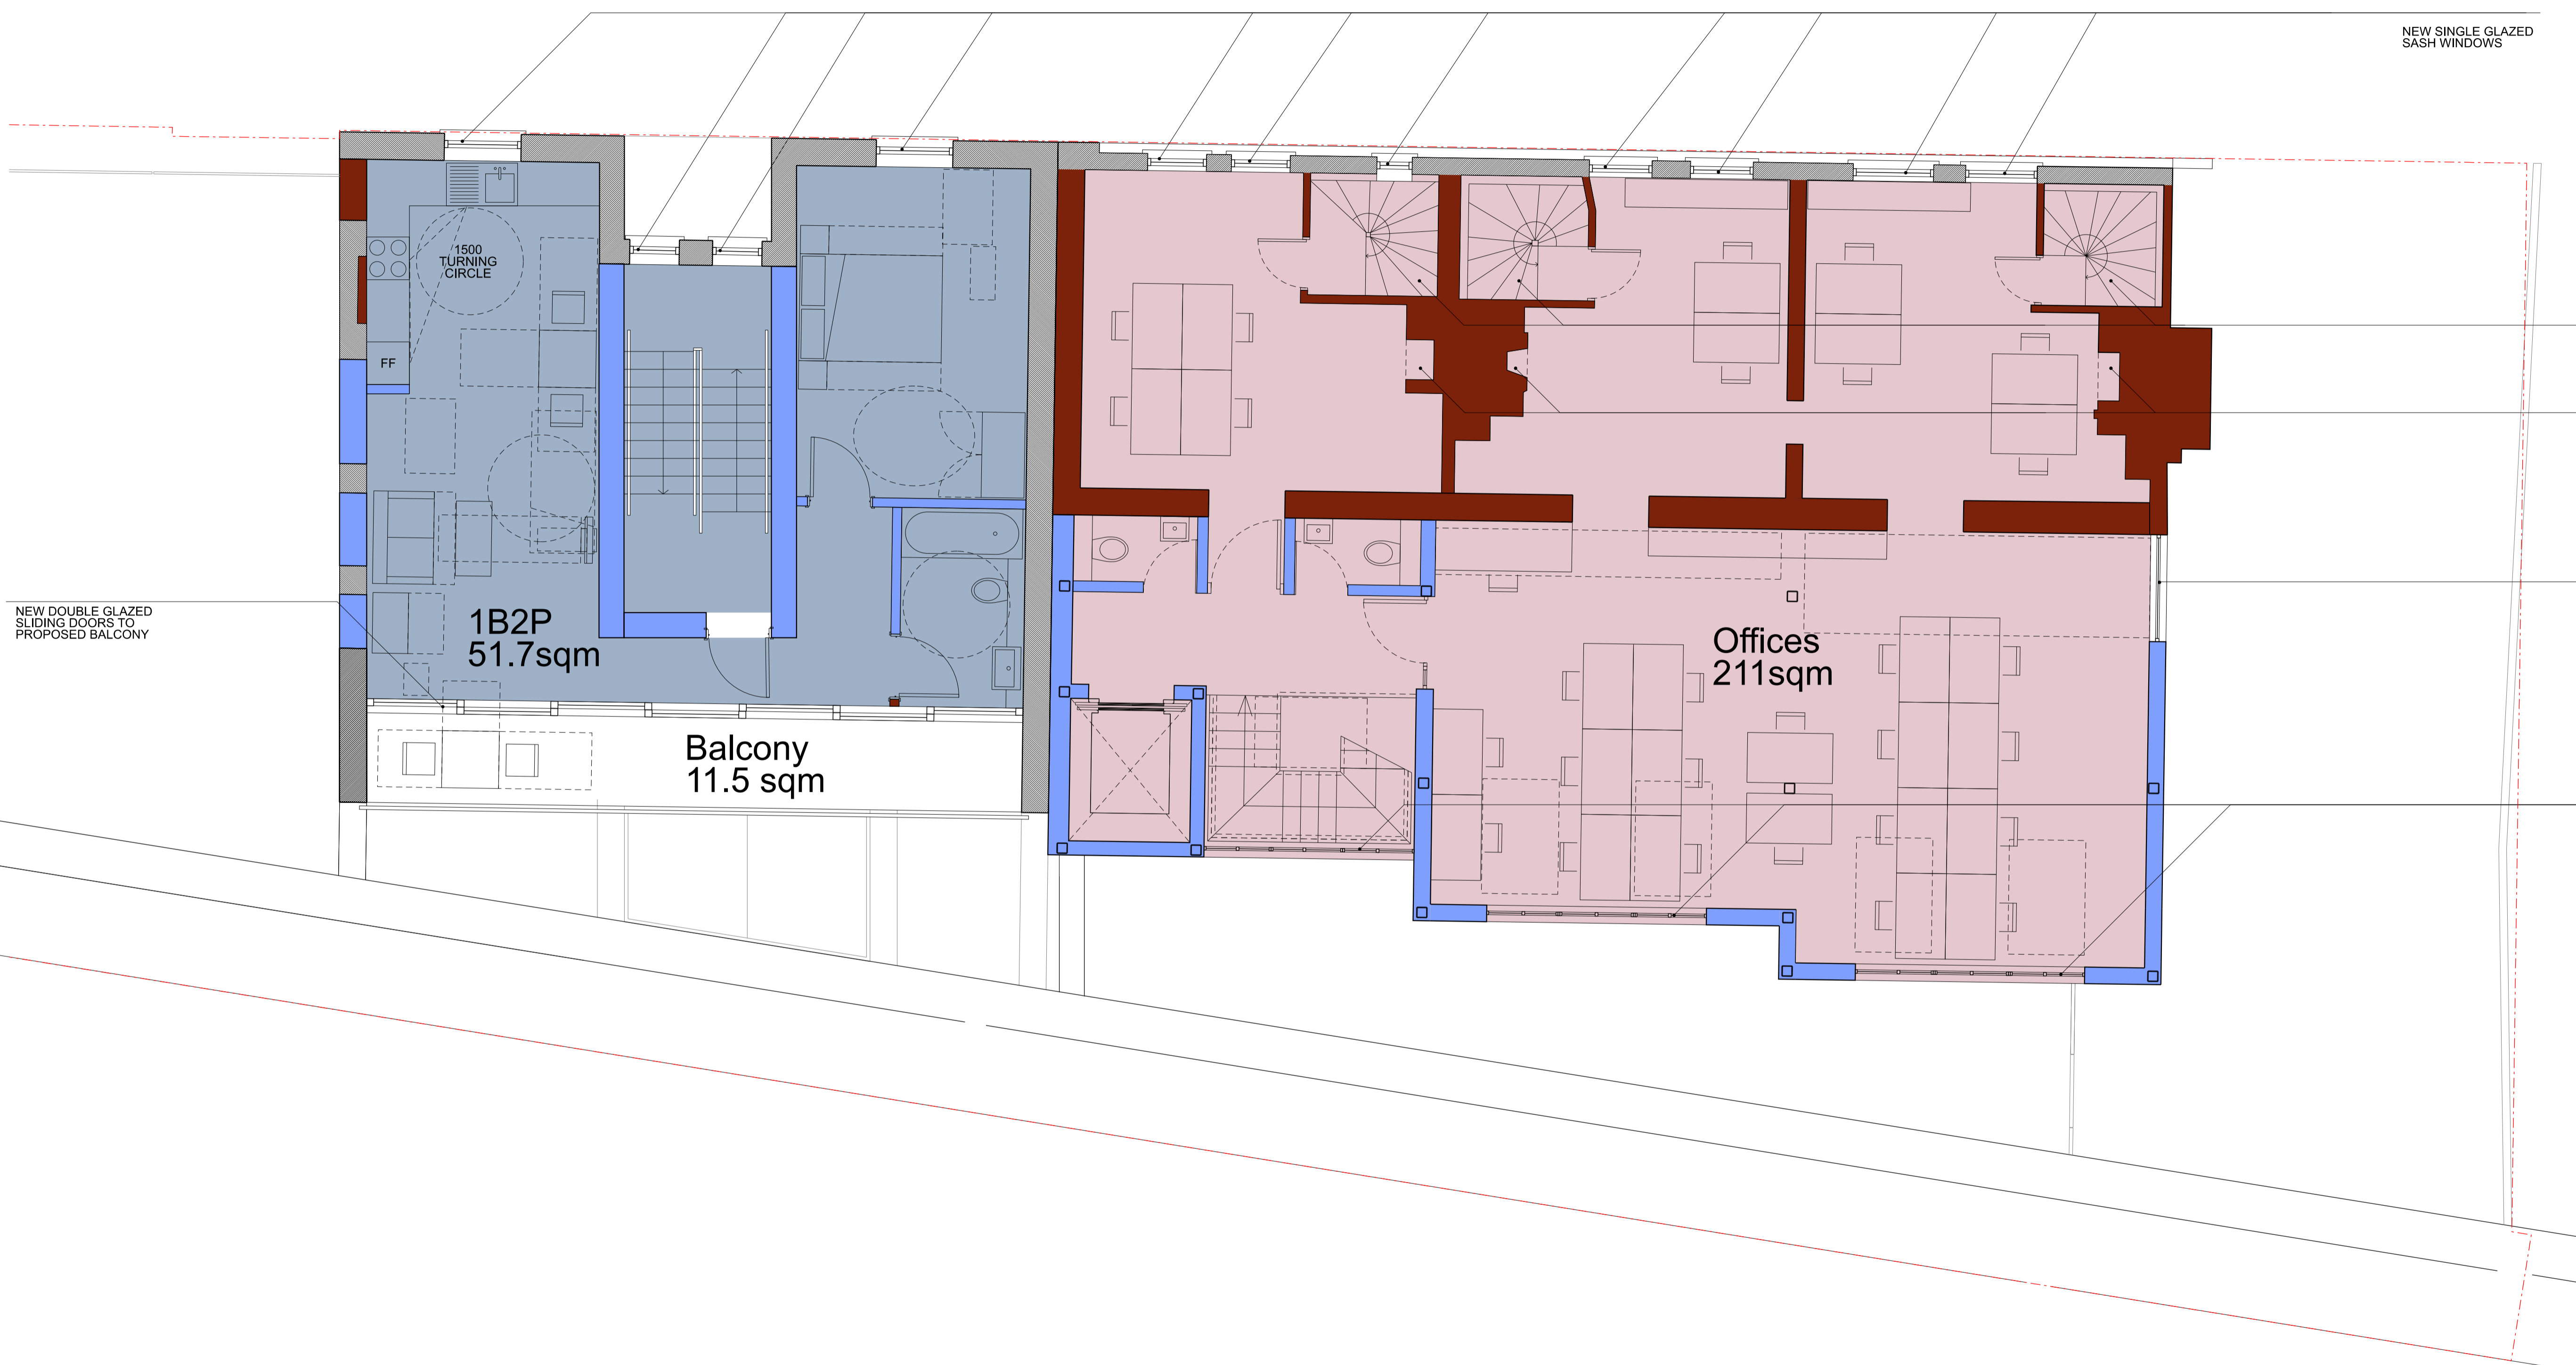 NEW SINGLE GLAZED
SASH WINDOWS
1500
TURNING
CIRCLE
FF
NEW DOUBLE GLAZED
SLIDING DOORS TO
PROPOSED BALCONY
1B2P
51.7sqm
Offices
211sqm
Balcony
11.5 sqm